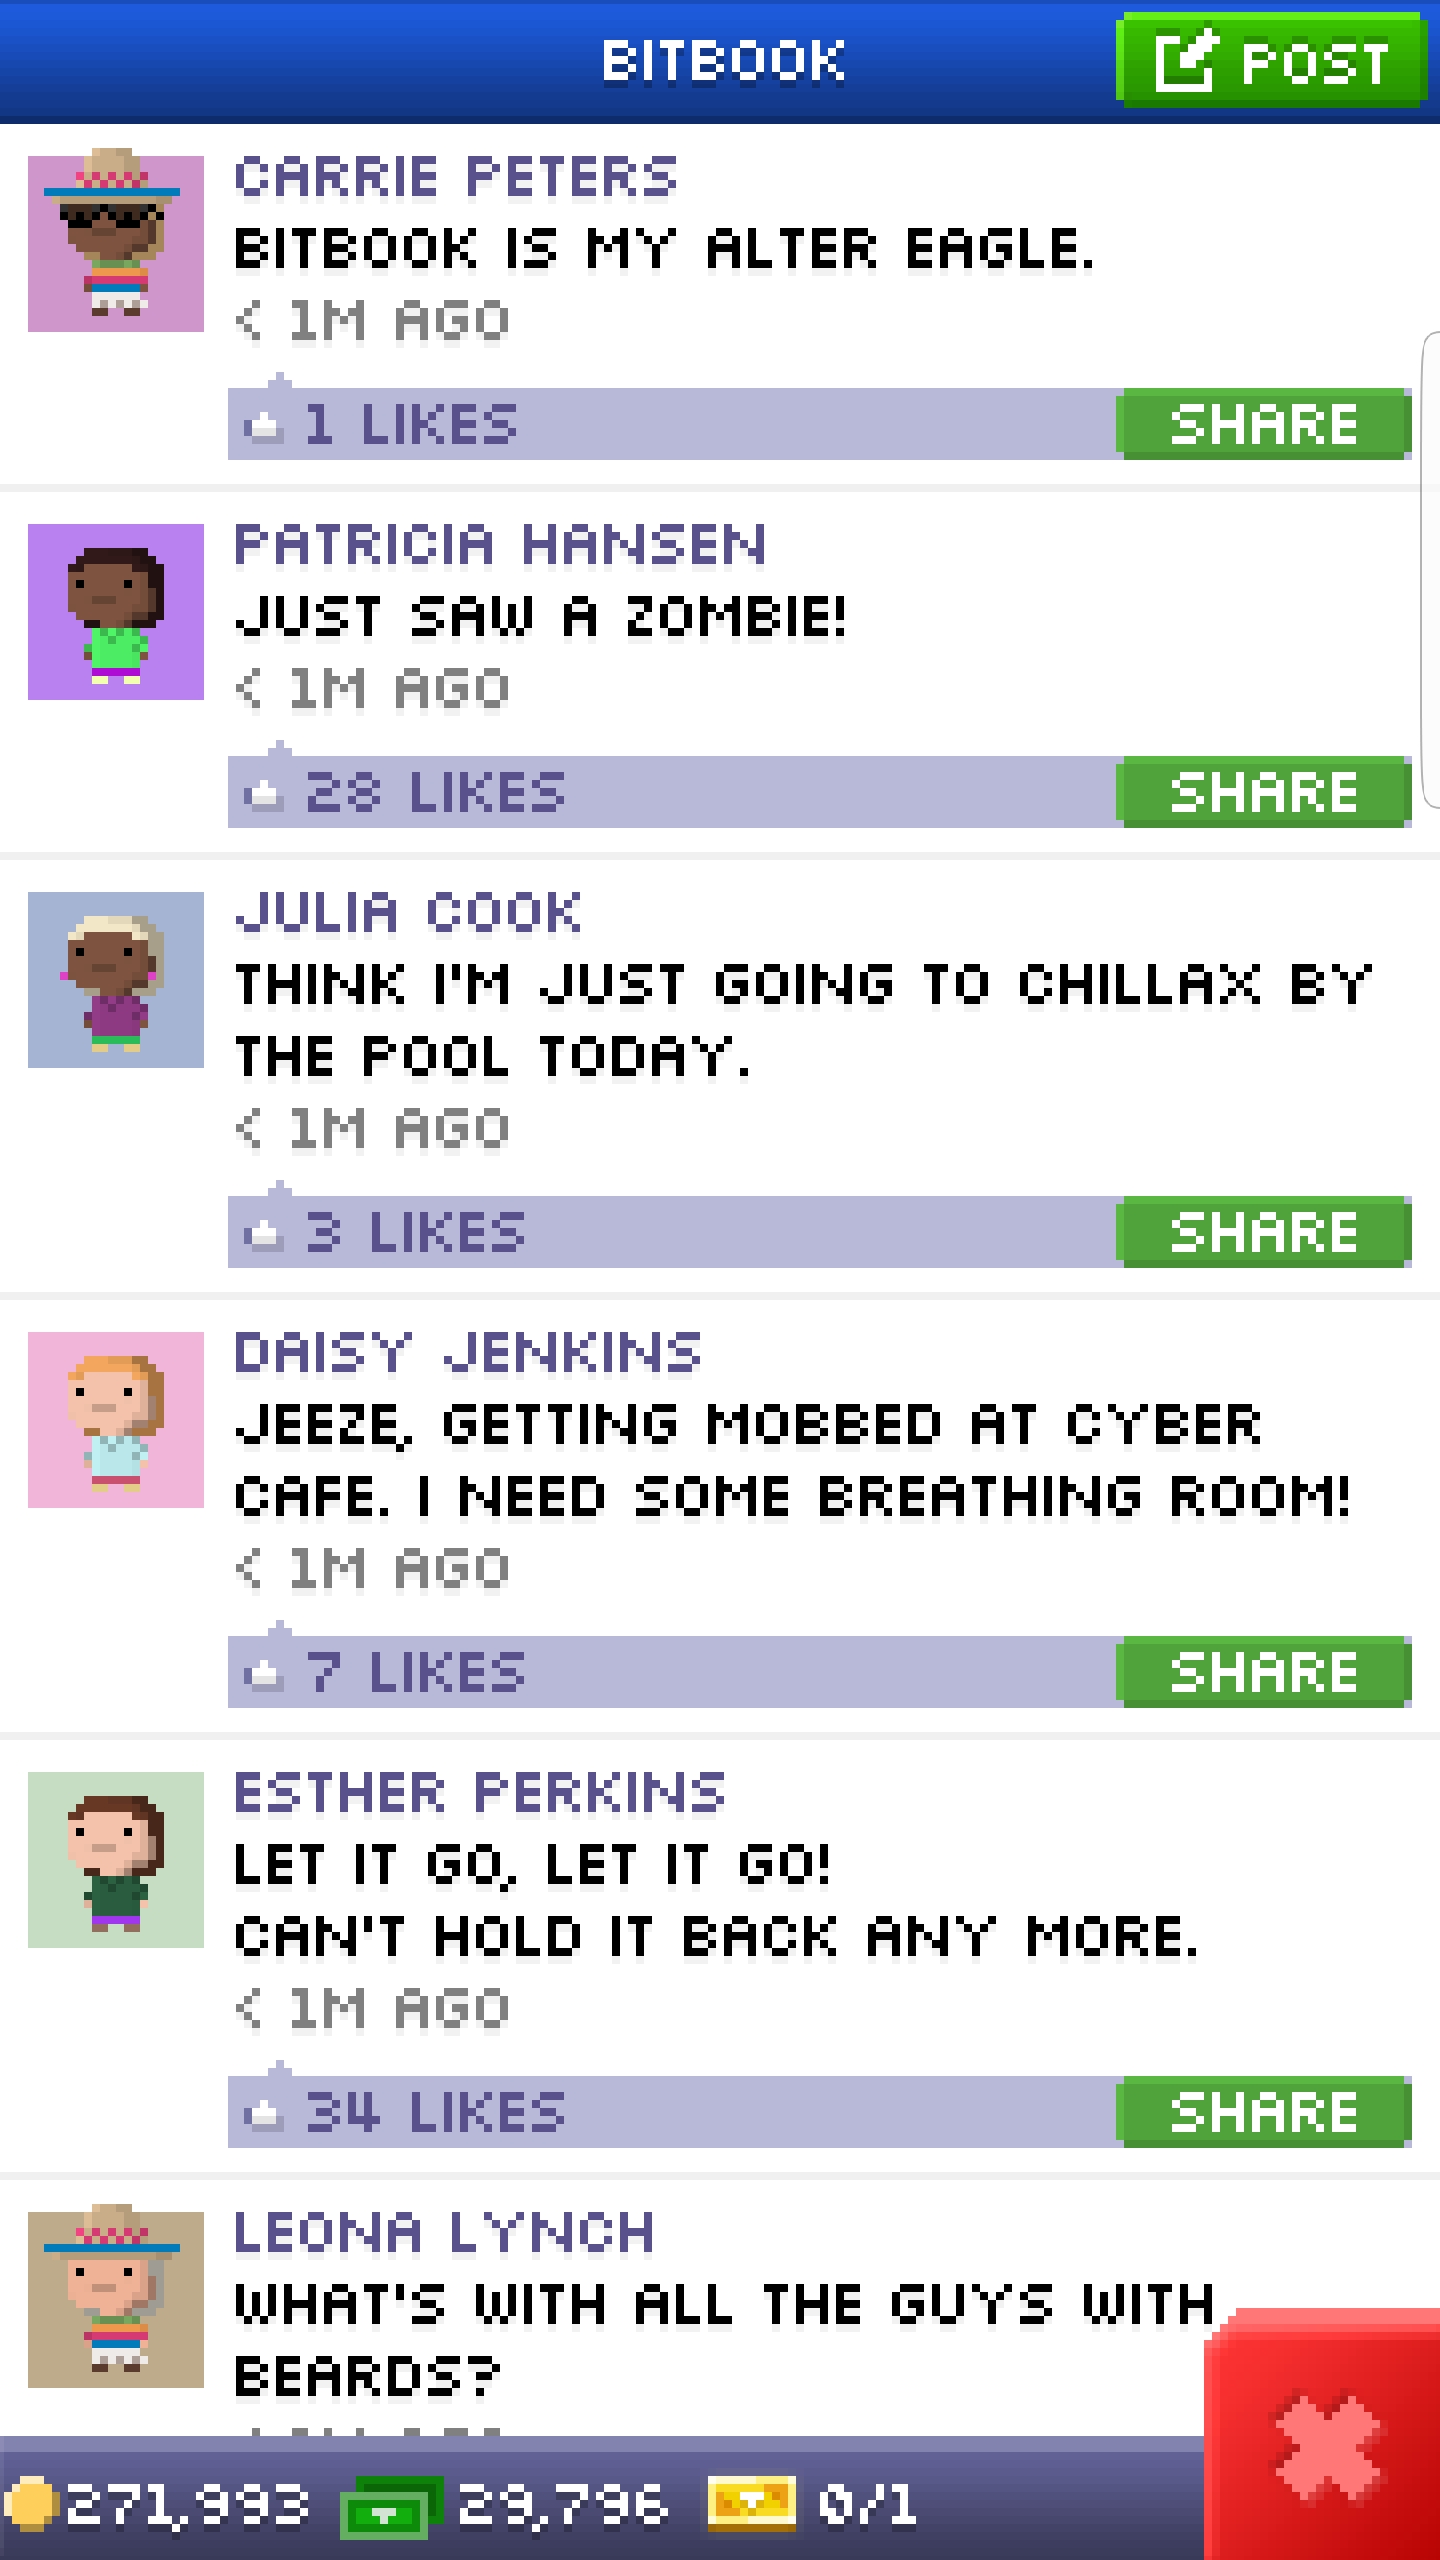 BITBOOK
POST
CARRIE PETERS
BITBOOK IS MY ALTER EAGLE.
< 1M AGO
1 LIKES
SHARE
PATRICIA HANSEN
JUST SAW A ZOMBIE!
< 1M AGO
28 LIKES
SHARE
JULIA COOK
THINK I'M JUST GOING TO CHILLAX BY
THE POOL TODAY.
< 1M AGO
3 LIKES
SHARE
DAISY JENKINS
JEEZE, GETTING MOBBED AT CYBER
CAFE. I NEED SOME BREATHING ROOM!
< 1M AGO
7 LIKES
SHARE
ESTHER PERKINS
LET IT GO, LET IT GO!
CAN'T HOLD IT BACK ANY MORE.
< 1M AGO
34 LIKES
SHARE
LEONA LYNCH
WHAT'S WITH ALL THE GUYS WITH
BEARDS?
271,993
29,796
0/1